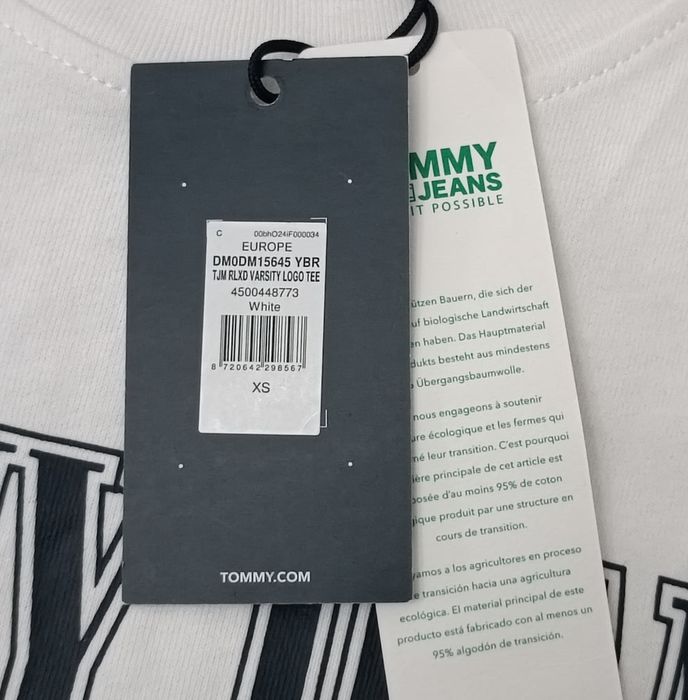 C 00bhO24iF000034
EUROPE
DM0DM15645 YBR
TJM RLXD VARSITY LOGO TEE
4500448773
White
8 720642 298567
XS
TOMMY.COM
MMY
JEANS
IT POSSIBLE
ützen Bauern, die sich der
uf biologische Landwirtschaft
en haben. Das Hauptmaterial
dukts besteht aus mindestens
Übergangsbaumwolle.
nous engageons à soutenir
ure écologique et les fermes qui
né leur transition. C'est pourquoi
ière principale de cet article est
posée d'au moins 95% de coton
gique produit par une structure en
cours de transition.
yamos a los agricultores en proceso
e transición hacia una agricultura
ecológica. El material principal de este
producto está fabricado con al menos un
95% algodón de transición.